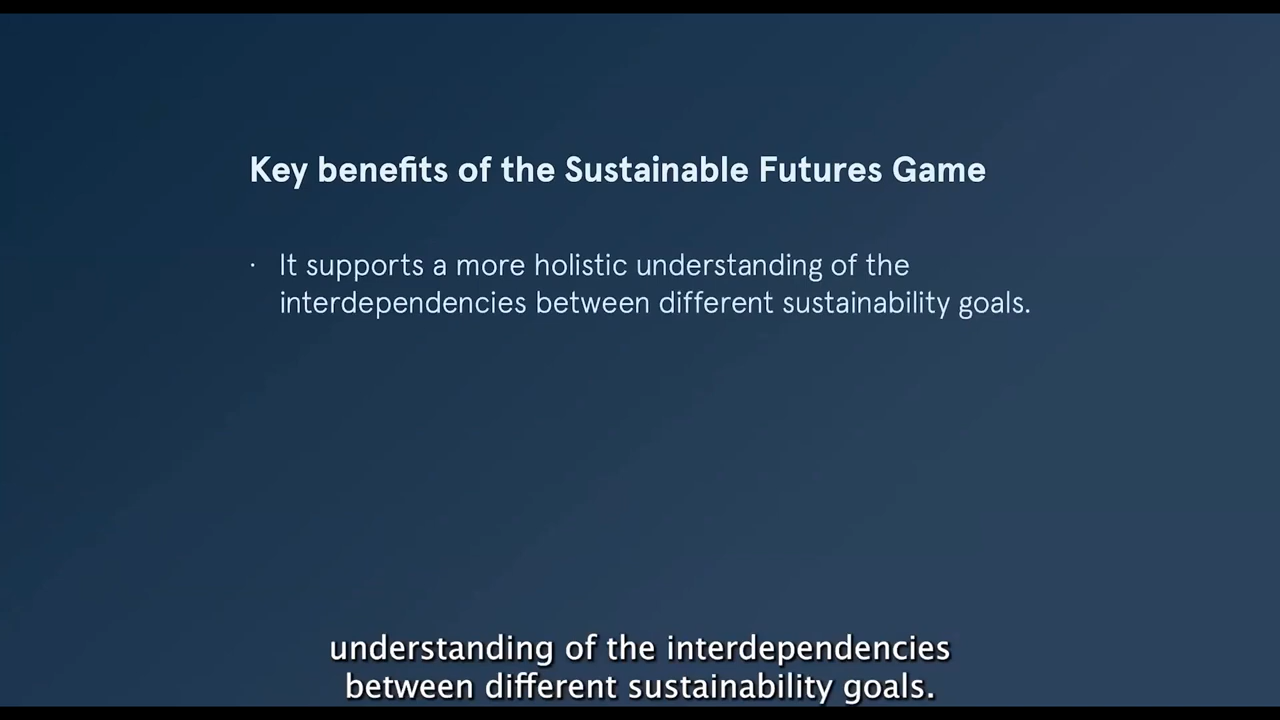 Key benefits of the Sustainable Futures Game
· It supports a more holistic understanding of the
interdependencies between different sustainability goals.
understanding of the interdependencies
between different sustainability goals.